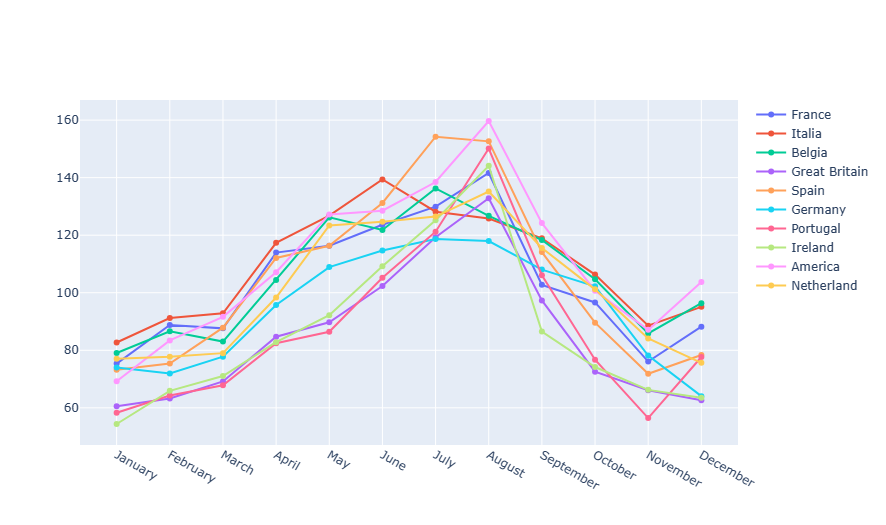 160
140
120
100
80
60
January
February
March
April
May
June
July
August
September
October
November
December
France
Italia
Belgia
Great Britain
Spain
Germany
Portugal
Ireland
America
Netherland